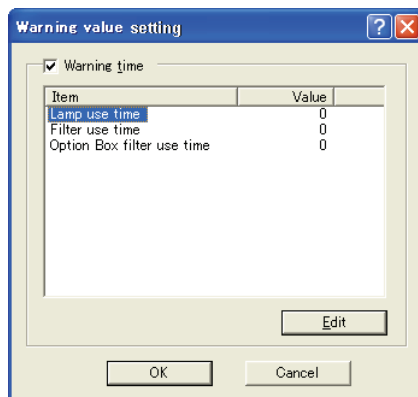 Warning value setting
Warning time
Item Value
Lamp use time 0
Filter use time 0
Option Box filter use time 0
Edit
OK Cancel